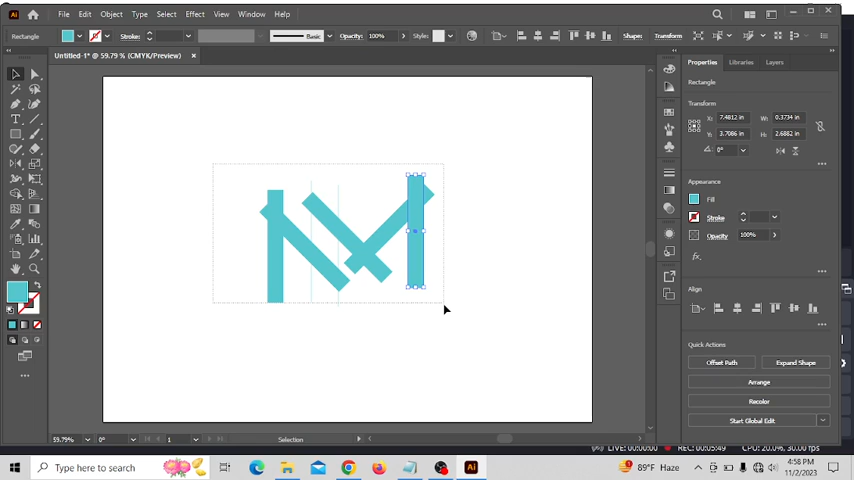 Ai File Edit Object Type Select Effect View Window Help
Rectangle Stroke: Basic Opacity: 100% Style: Shape: Transform
Untitled-1* @ 59.79 % (CMYK/Preview) ×
Properties Libraries Layers
Rectangle
Transform
X: 7.4812 in W: 0.3734 in
Y: 3.7086 in H: 2.6882 in
0°
Appearance
Fill
Stroke
Opacity 100%
fx.
Align
Quick Actions
Offset Path Expand Shape
Arrange
Recolor
Start Global Edit
59.79% 0° 1 Selection
LIVE: 00:00:00 REC: 00:05:49 CPU: 20.0%, 30.00 fps
Type here to search Ai 89°F Haze 4:58 PM
11/2/2023